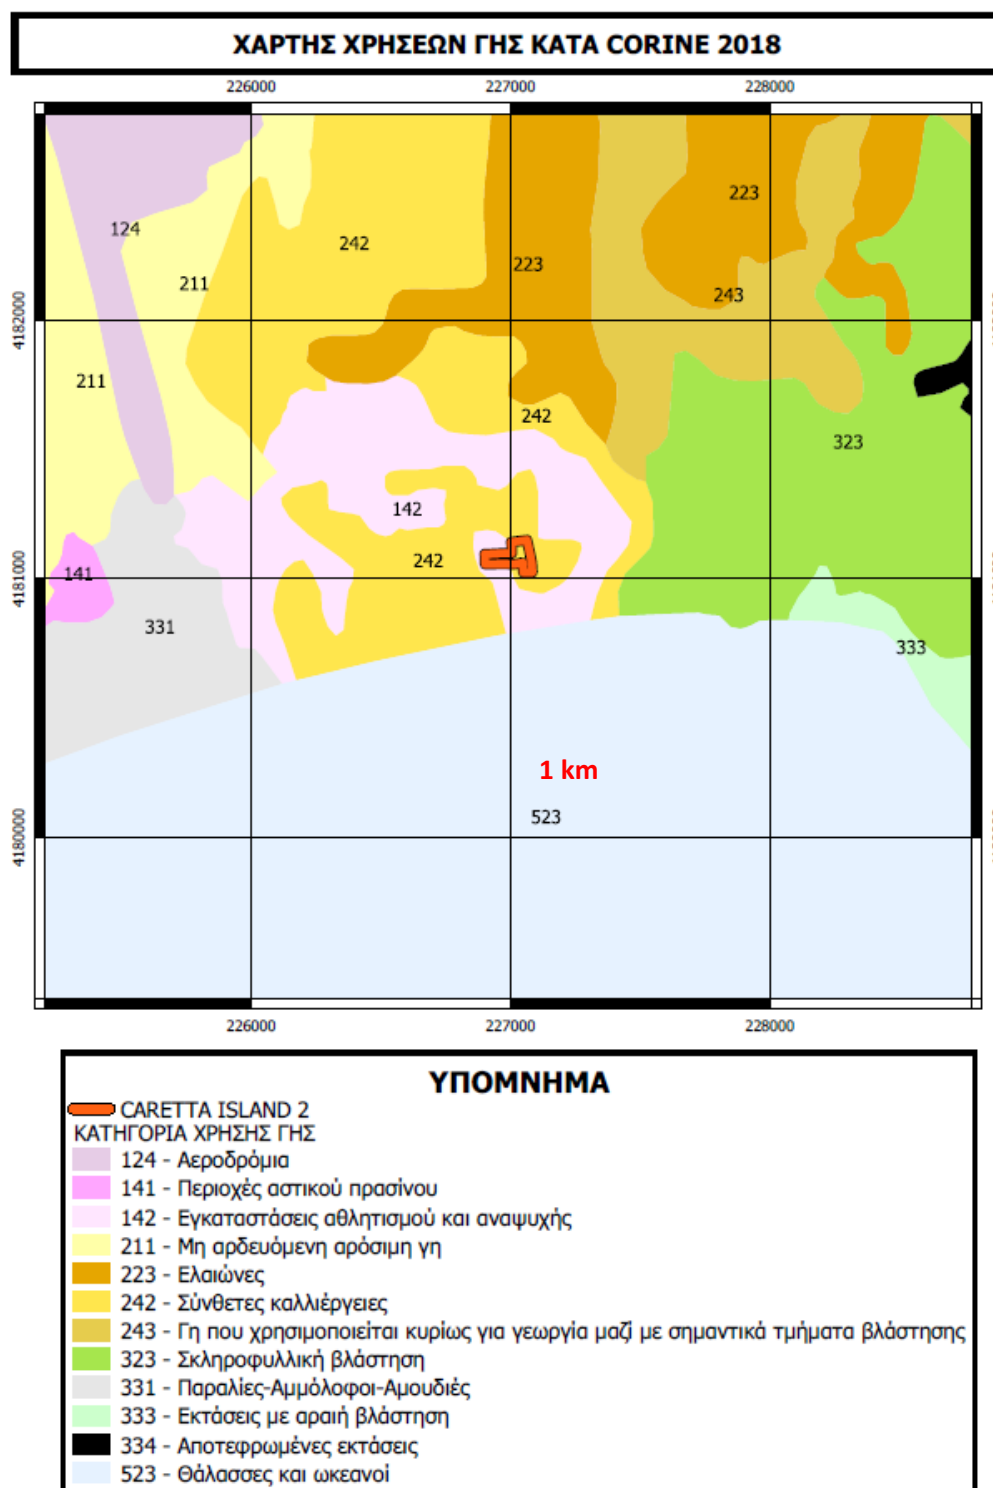 ΧΑΡΤΗΣ ΧΡΗΣΕΩΝ ΓΗΣ ΚΑΤΑ CORINE 2018
226000 227000 228000
124
242
223
223
211
243
4182000
211
242
323
142
242
141
4181000
331
333
1 km
523
4180000
226000 227000 228000
ΥΠΟΜΝΗΜΑ
CARETTA ISLAND 2
ΚΑΤΗΓΟΡΙΑ ΧΡΗΣΗΣ ΓΗΣ
124 - Αεροδρόμια
141 - Περιοχές αστικού πρασίνου
142 - Εγκαταστάσεις αθλητισμού και αναψυχής
211 - Μη αρδευόμενη αρόσιμη γη
223 - Ελαιώνες
242 - Σύνθετες καλλιέργειες
243 - Γη που χρησιμοποιείται κυρίως για γεωργία μαζί με σημαντικά τμήματα βλάστησης
323 - Σκληροφυλλική βλάστηση
331 - Παραλίες-Αμμόλοφοι-Αμουδιές
333 - Εκτάσεις με αραιή βλάστηση
334 - Αποτεφρωμένες εκτάσεις
523 - Θάλασσες και ωκεανοί